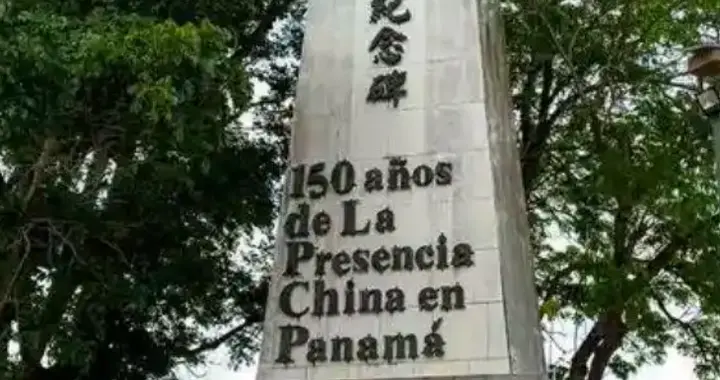 紀念碑
150 años
de La
Presencia
China en
Panamá